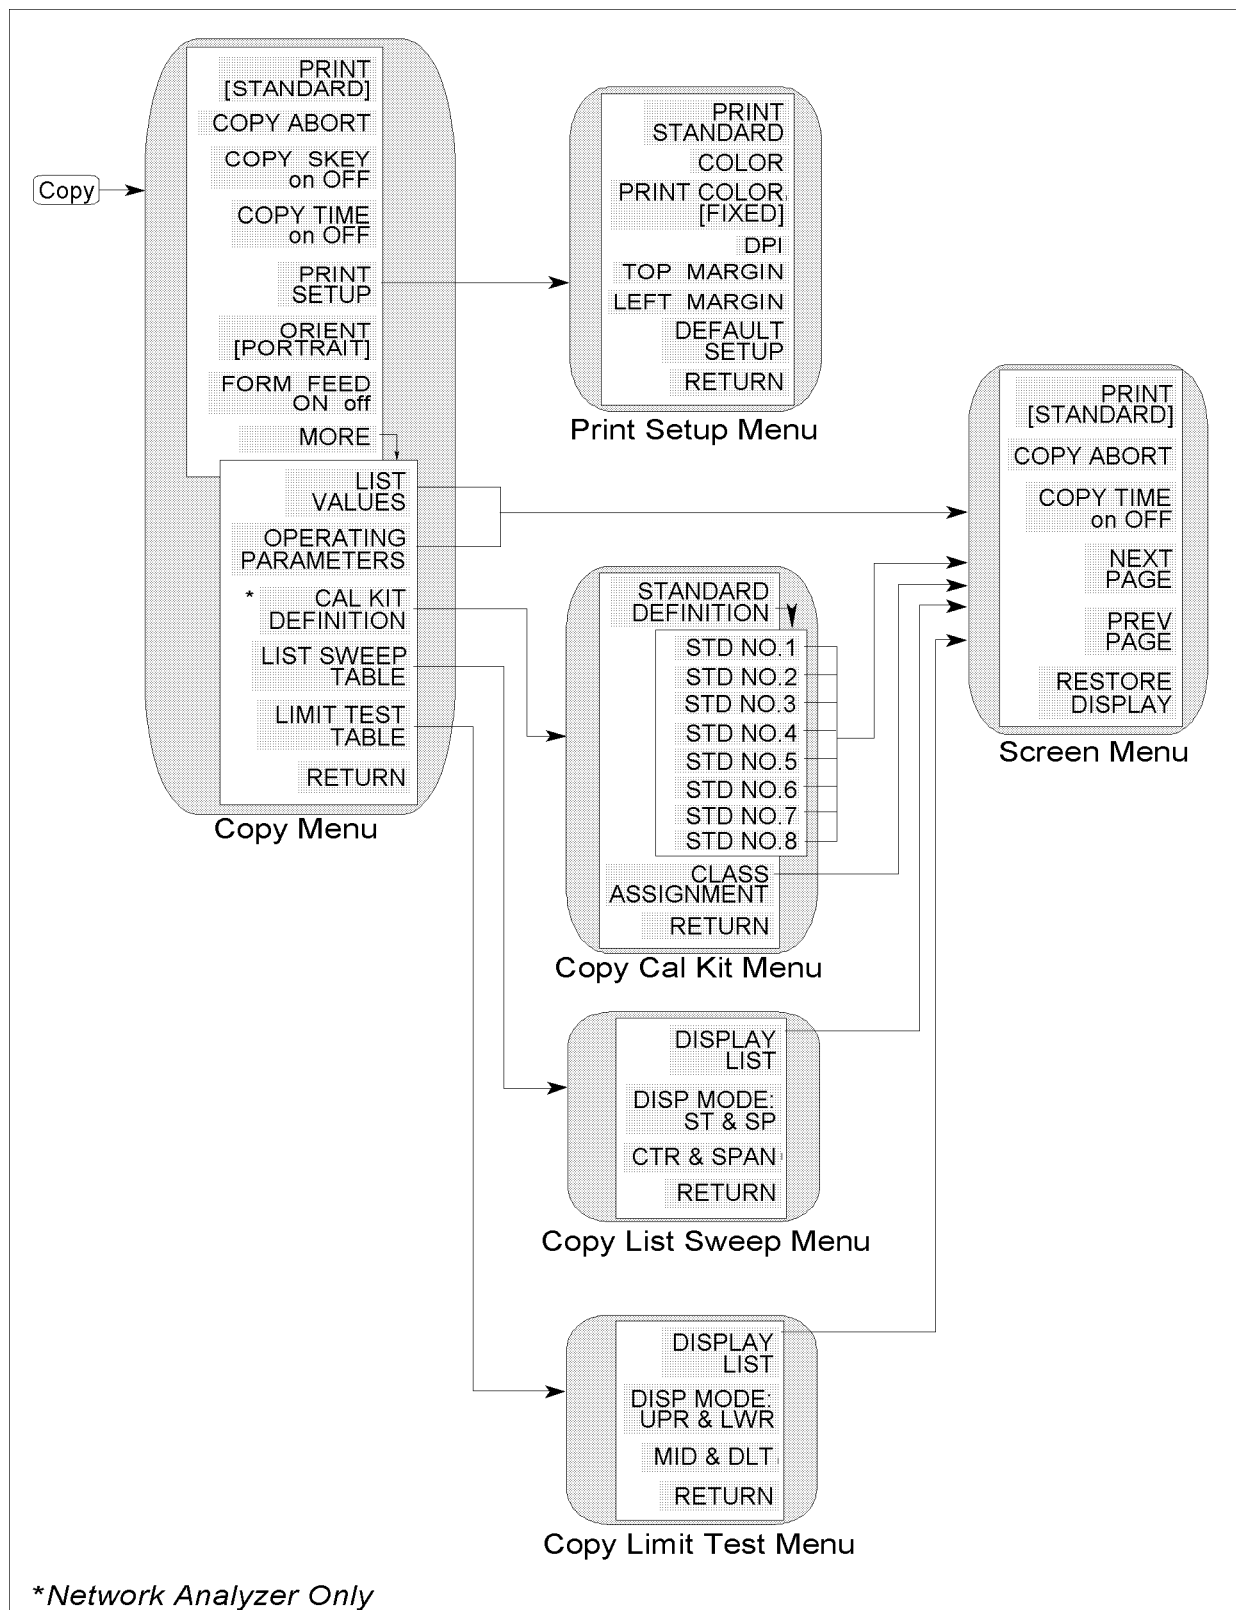 Copy
PRINT
[STANDARD]
COPY ABORT
COPY SKEY
on OFF
COPY TIME
on OFF
PRINT
SETUP
ORIENT
[PORTRAIT]
FORM FEED
ON off
MORE
LIST
VALUES
OPERATING
PARAMETERS
* CAL KIT
DEFINITION
LIST SWEEP
TABLE
LIMIT TEST
TABLE
RETURN
Copy Menu
PRINT
STANDARD
COLOR
PRINT COLOR
[FIXED]
DPI
TOP MARGIN
LEFT MARGIN
DEFAULT
SETUP
RETURN
Print Setup Menu
STANDARD
DEFINITION
STD NO.1
STD NO.2
STD NO.3
STD NO.4
STD NO.5
STD NO.6
STD NO.7
STD NO.8
CLASS
ASSIGNMENT
RETURN
Copy Cal Kit Menu
DISPLAY
LIST
DISP MODE:
ST & SP
CTR & SPAN
RETURN
Copy List Sweep Menu
DISPLAY
LIST
DISP MODE:
UPR & LWR
MID & DLT
RETURN
Copy Limit Test Menu
PRINT
[STANDARD]
COPY ABORT
COPY TIME
on OFF
NEXT
PAGE
PREV
PAGE
RESTORE
DISPLAY
Screen Menu
*Network Analyzer Only